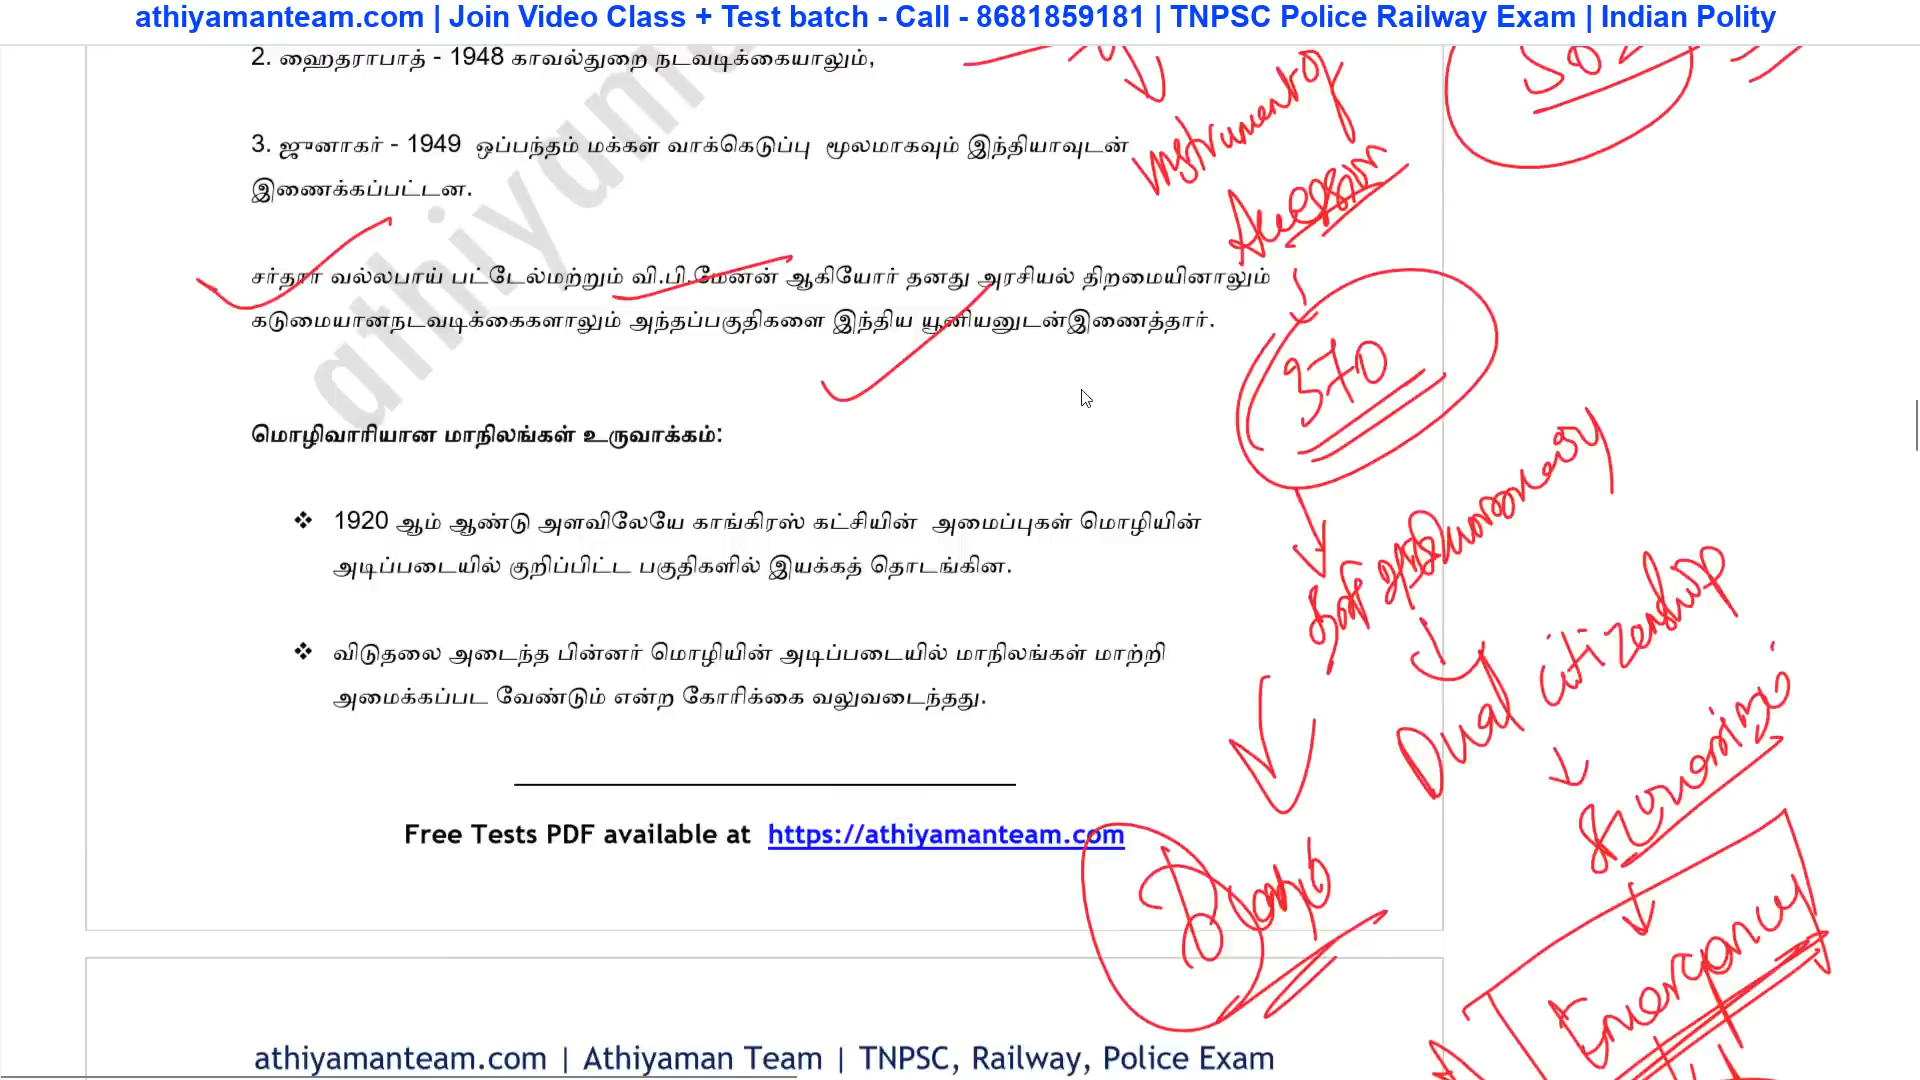 athiyamanteam.com | Join Video Class + Test batch - Call - 8681859181 | TNPSC Police Railway Exam | Indian Polity
2. ஹைதராபாத் - 1948 காவல்துறை நடவடிக்கையாலும்,
3. ஜுனாகர் - 1949 ஒப்பந்தம் மக்கள் வாக்கெடுப்பு மூலமாகவும் இந்தியாவுடன்
இணைக்கப்பட்டன.
Instrument of
Accession
சர்தார் வல்லபாய் பட்டேல்மற்றும் வி.பி.மேனன் ஆகியோர் தனது அரசியல் திறமையினாலும்
கடுமையானநடவடிக்கைகளாலும் அந்தப்பகுதிகளை இந்திய யூனியனுடன்இணைத்தார்.
370
மொழிவாரியான மாநிலங்கள் உருவாக்கம்:
❖ 1920 ஆம் ஆண்டு அளவிலேயே காங்கிரஸ் கட்சியின் அமைப்புகள் மொழியின்
அடிப்படையில் குறிப்பிட்ட பகுதிகளில் இயக்கத் தொடங்கின.
❖ விடுதலை அடைந்த பின்னர் மொழியின் அடிப்படையில் மாநிலங்கள் மாற்றி
அமைக்கப்பட வேண்டும் என்ற கோரிக்கை வலுவடைந்தது.
Dual citizenship
Free Tests PDF available at https://athiyamanteam.com
Emergancy
athiyamanteam.com | Athiyaman Team | TNPSC, Railway, Police Exam